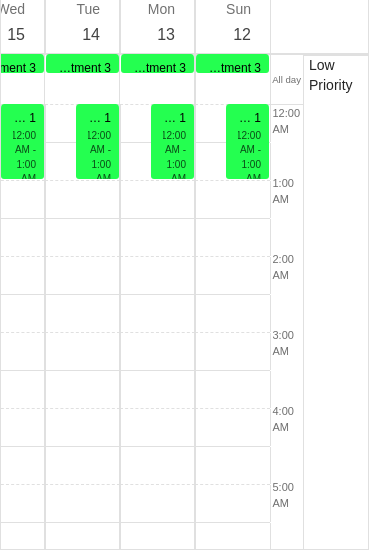 Wed Tue Mon Sun
15 14 13 12
Low Priority
All day
...tment 3 ...tment 3 ...tment 3
12:00 AM
1:00 AM
2:00 AM
3:00 AM
4:00 AM
5:00 AM
... 1
12:00 AM - 1:00 AM
... 1
12:00 AM - 1:00 AM
... 1
12:00 AM - 1:00 AM
... 1
12:00 AM - 1:00 AM